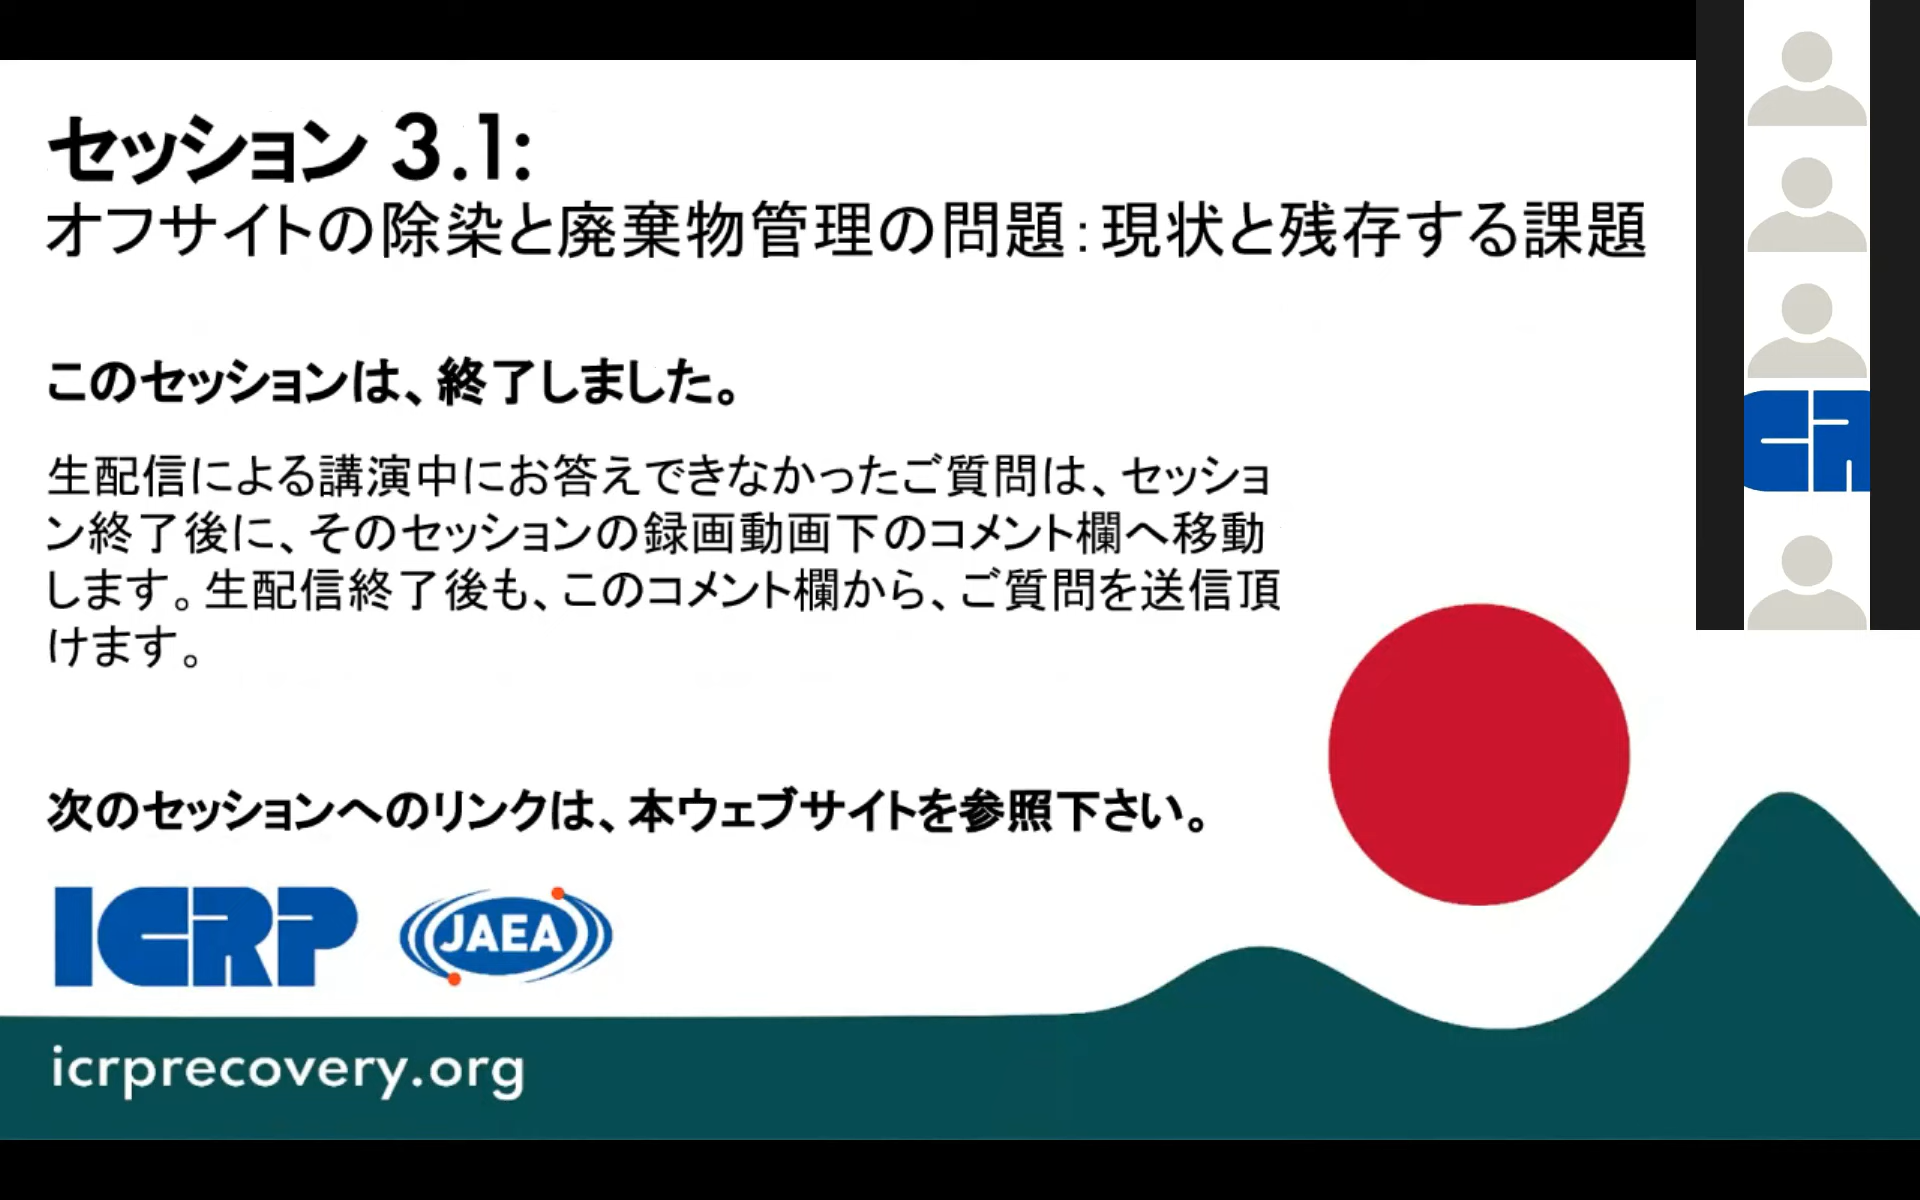 セッション 3.1:
オフサイトの除染と廃棄物管理の問題：現状と残存する課題
このセッションは、終了しました。
生配信による講演中にお答えできなかったご質問は、セッショ
ン終了後に、そのセッションの録画動画下のコメント欄へ移動
します。生配信終了後も、このコメント欄から、ご質問を送信頂
けます。
次のセッションへのリンクは、本ウェブサイトを参照下さい。
ICRP JAEA
icrprecovery.org